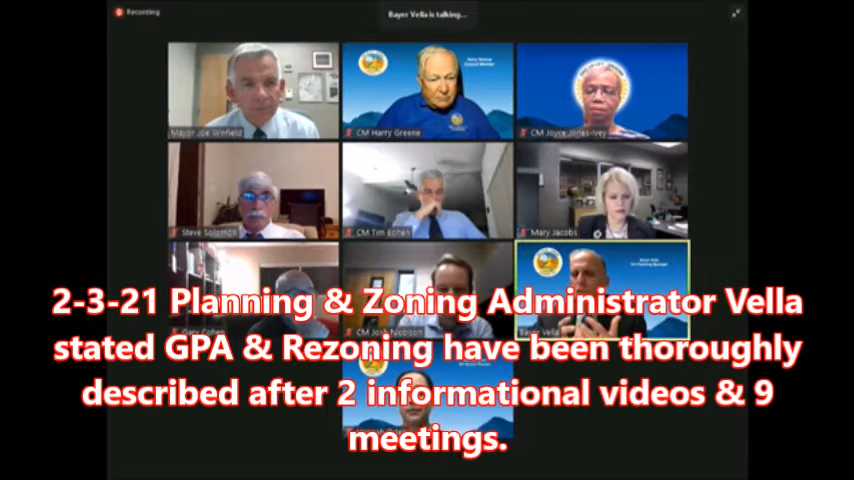 Recording
Bayer Vella is talking...
Mayor Joe Winfield
CM Harry Greene
CM Joyce Jones-Ivey
Steve Solomon
CM Tim Bohen
Mary Jacobs
Gary Cohen
CM Josh Nicolson
Bayer Vella
2-3-21 Planning & Zoning Administrator Vella
stated GPA & Rezoning have been thoroughly
described after 2 informational videos & 9
meetings.